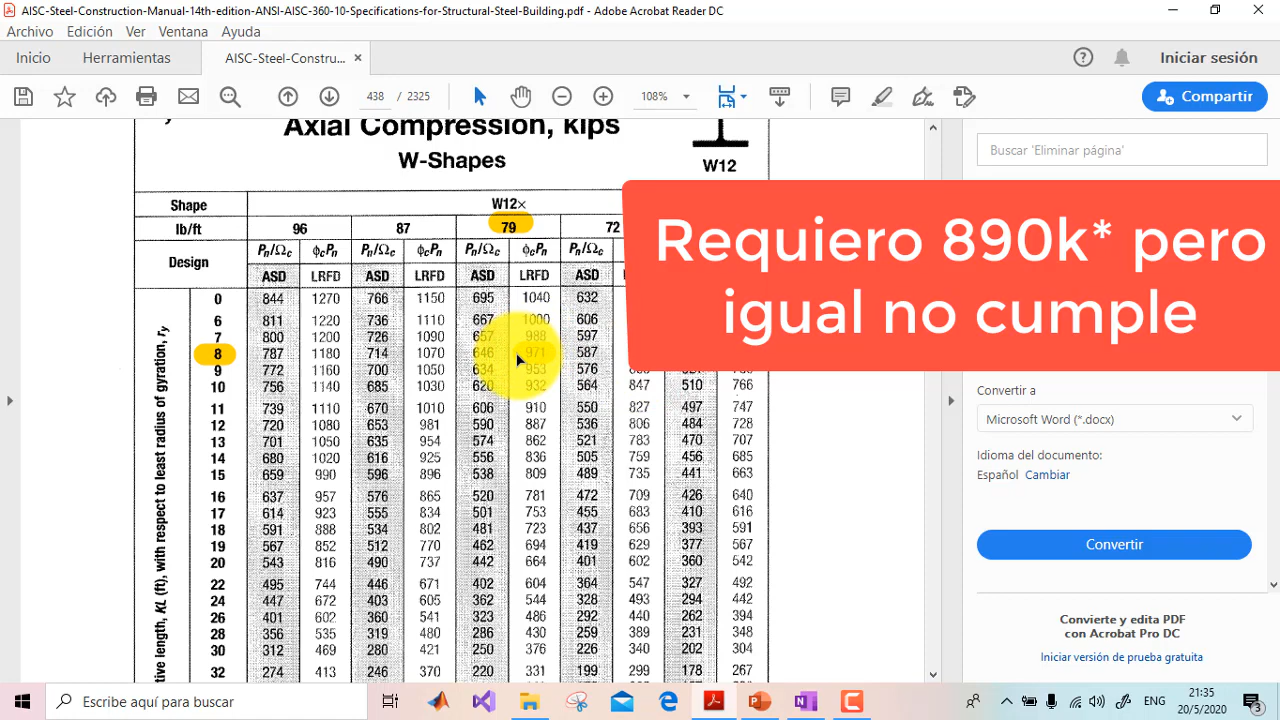 AISC-Steel-Construction-Manual-14th-edition-ANSI-AISC-360-10-Specifications-for-Structural-Steel-Building.pdf - Adobe Acrobat Reader DC
Archivo Edición Ver Ventana Ayuda
Inicio Herramientas AISC-Steel-Constru... × Iniciar sesión
438 / 2325 108% Compartir
Axial Compression, kips
W-Shapes
W12
Buscar 'Eliminar página'
Requiero 890k* pero
igual no cumple
Shape W12×
lb/ft 96 87 79 72
Design Pn/Ωc ϕcPn Pn/Ωc ϕcPn Pn/Ωc ϕcPn Pn/Ωc
ASD LRFD ASD LRFD ASD LRFD ASD
0 844 1270 766 1150 695 1040 632
6 811 1220 736 1110 667 1000 606
7 800 1200 726 1090 657 988 597
8 787 1180 714 1070 646 971 587
9 772 1160 700 1050 634 953 576
10 756 1140 685 1030 620 932 564 847 510 766
11 739 1110 670 1010 606 910 550 827 497 747
12 720 1080 653 981 590 887 536 806 484 728
13 701 1050 635 954 574 862 521 783 470 707
14 680 1020 616 925 556 836 505 759 456 685
15 659 990 596 896 538 809 489 735 441 663
16 637 957 576 865 520 781 472 709 426 640
17 614 923 555 834 501 753 455 683 410 616
18 591 888 534 802 481 723 437 656 393 591
19 567 852 512 770 462 694 419 629 377 567
20 543 816 490 737 442 664 401 602 360 542
22 495 744 446 671 402 604 364 547 327 492
24 447 672 403 605 362 544 328 493 294 442
26 401 602 360 541 323 486 292 440 262 394
28 356 535 319 480 286 430 259 389 231 348
30 312 469 280 421 250 376 226 340 202 304
32 274 413 246 370 220 331 199 299 178 267
tive length, KL (ft), with respect to least radius of gyration, ry
Convertir a
Microsoft Word (*.docx)
Idioma del documento:
Español Cambiar
Convertir
Convierte y edita PDF
con Acrobat Pro DC
Iniciar versión de prueba gratuita
Escribe aquí para buscar
ENG
21:35
20/5/2020
3